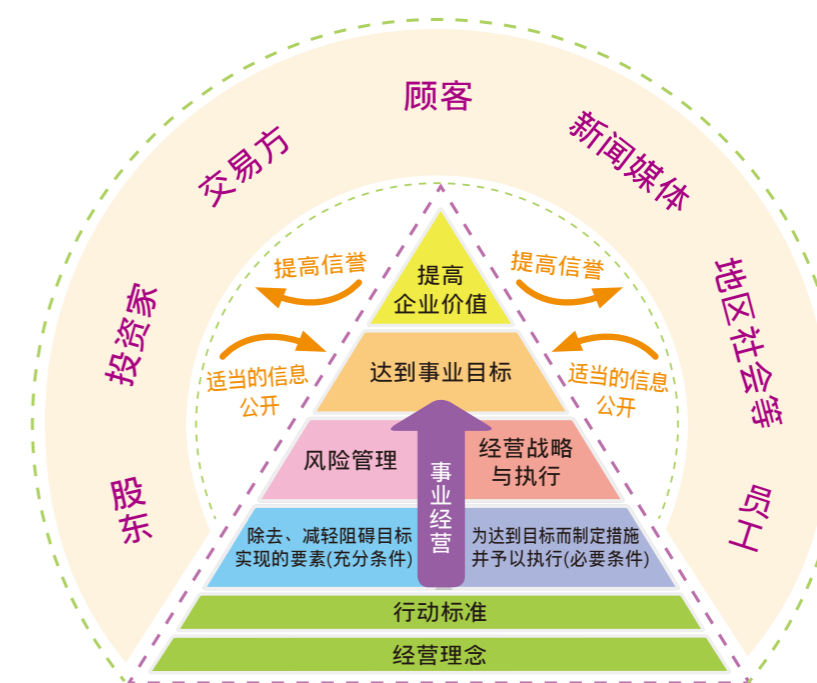 顾客
交易方
新闻媒体
投资家
地区社会等
股东
员工
提高信誉
提高信誉
适当的信息
公开
适当的信息
公开
提高
企业价值
达到事业目标
风险管理
经营战略
与执行
事业经营
除去、减轻阻碍目标
实现的要素(充分条件)
为达到目标而制定措施
并予以执行(必要条件)
行动标准
经营理念